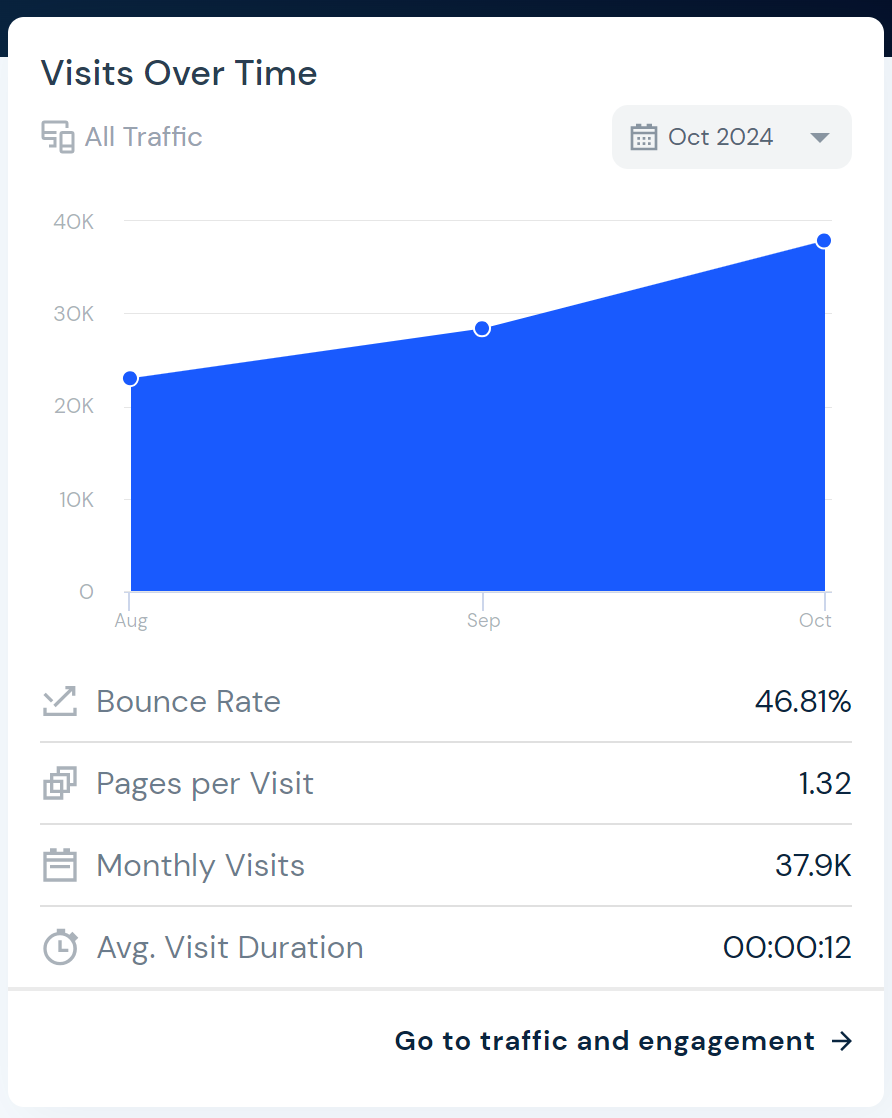 Visits Over Time
All Traffic
Oct 2024
40K
30K
20K
10K
0
Aug Sep Oct
Bounce Rate 46.81%
Pages per Visit 1.32
Monthly Visits 37.9K
Avg. Visit Duration 00:00:12
Go to traffic and engagement →